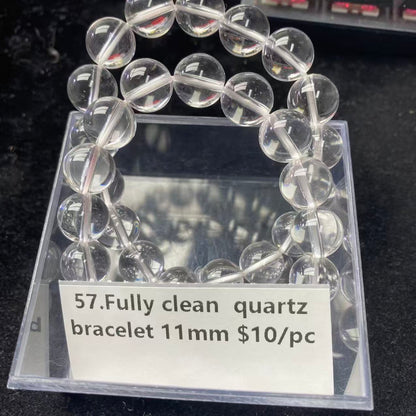 57.Fully clean quartz
bracelet 11mm $10/pc